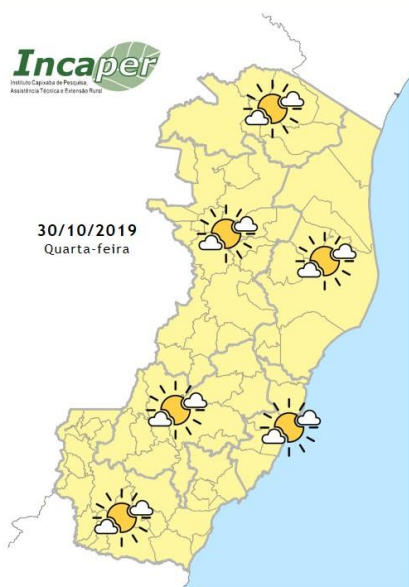 Incaper
Instituto Capixaba de Pesquisa,
Assistência Técnica e Extensão Rural
30/10/2019
Quarta-feira